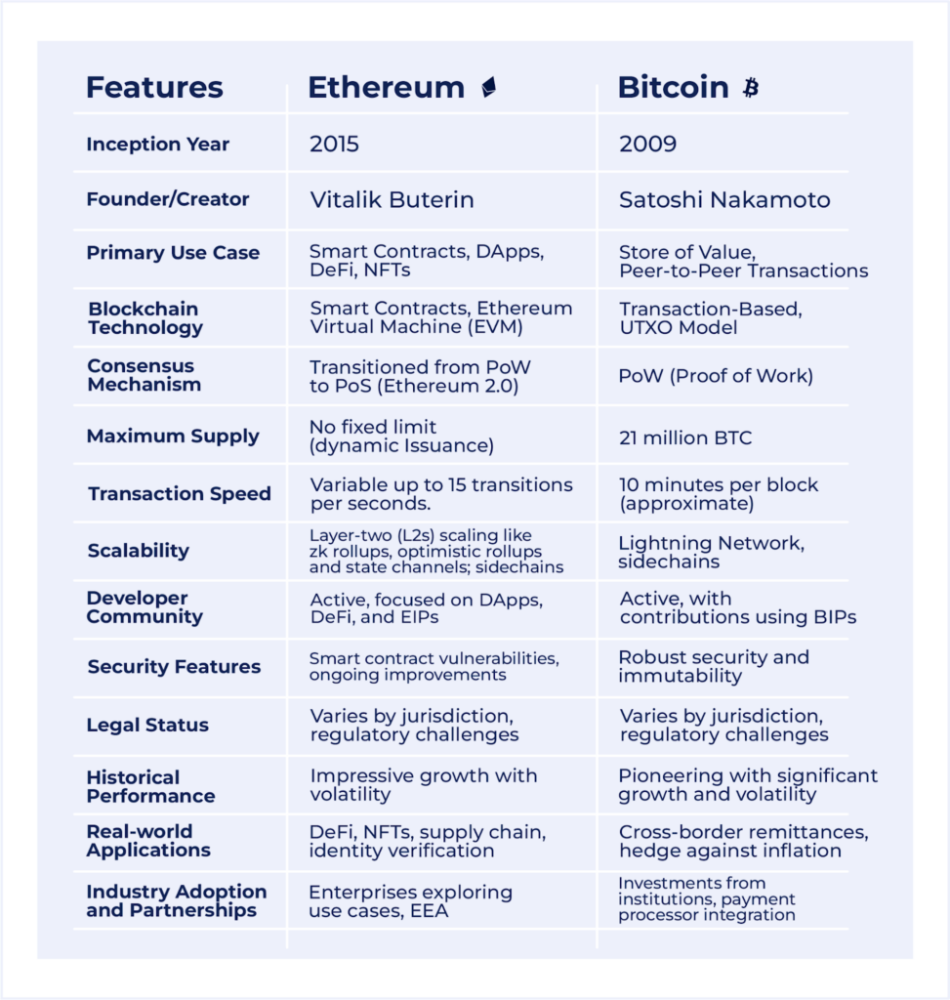 Features Ethereum Bitcoin
Inception Year 2015 2009
Founder/Creator Vitalik Buterin Satoshi Nakamoto
Primary Use Case
Smart Contracts, DApps,
DeFi, NFTs
Store of Value,
Peer-to-Peer Transactions
Blockchain
Technology
Smart Contracts, Ethereum
Virtual Machine (EVM)
Transaction-Based,
UTXO Model
Consensus
Mechanism
Transitioned from PoW
to PoS (Ethereum 2.0)
PoW (Proof of Work)
Maximum Supply
No fixed limit
(dynamic Issuance)
21 million BTC
Transaction Speed
Variable up to 15 transitions
per seconds.
10 minutes per block
(approximate)
Scalability
Layer-two (L2s) scaling like
zk rollups, optimistic rollups
and state channels; sidechains
Lightning Network,
sidechains
Developer
Community
Active, focused on DApps,
DeFi, and EIPs
Active, with
contributions using BIPs
Security Features
Smart contract vulnerabilities,
ongoing improvements
Robust security and
immutability
Legal Status
Varies by jurisdiction,
regulatory challenges
Varies by jurisdiction,
regulatory challenges
Historical
Performance
Impressive growth with
volatility
Pioneering with significant
growth and volatility
Real-world
Applications
DeFi, NFTs, supply chain,
identity verification
Cross-border remittances,
hedge against inflation
Industry Adoption
and Partnerships
Enterprises exploring
use cases, EEA
Investments from
institutions, payment
processor integration